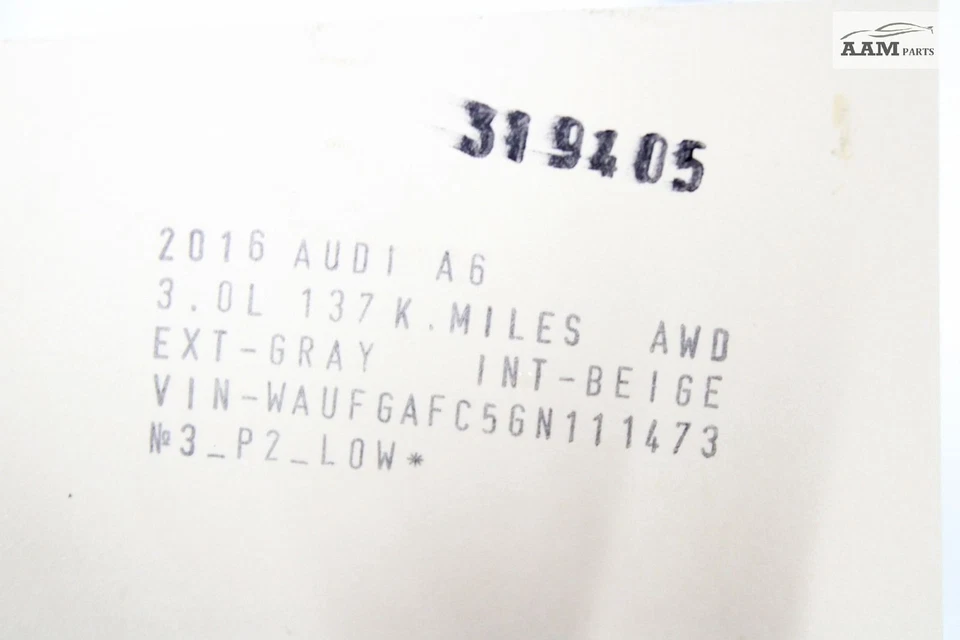 AAM PARTS
319405
2016 AUDI A6
3.0L 137K.MILES AWD
EXT-GRAY INT-BEIGE
VIN-WAUFGAFC5GN111473
№3_P2_LOW*